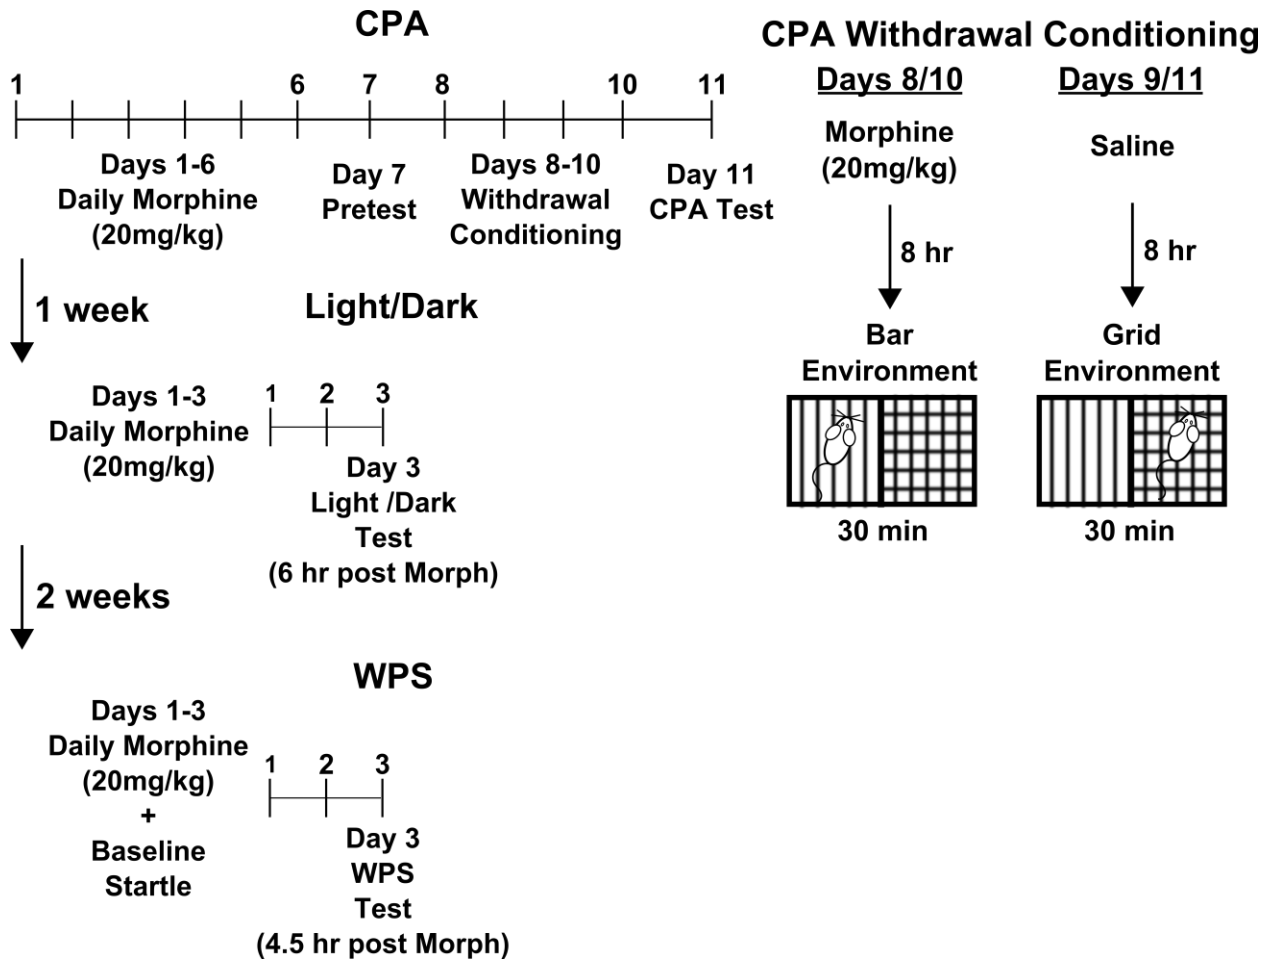 CPA
1 6 7 8 10 11
Days 1-6
Daily Morphine
(20mg/kg)
Day 7
Pretest
Days 8-10
Withdrawal
Conditioning
Day 11
CPA Test
1 week
Light/Dark
Days 1-3
Daily Morphine
(20mg/kg)
1 2 3
Day 3
Light /Dark
Test
(6 hr post Morph)
2 weeks
WPS
Days 1-3
Daily Morphine
(20mg/kg)
+
Baseline
Startle
1 2 3
Day 3
WPS
Test
(4.5 hr post Morph)
CPA Withdrawal Conditioning
Days 8/10
Morphine
(20mg/kg)
8 hr
Bar
Environment
30 min
Days 9/11
Saline
8 hr
Grid
Environment
30 min